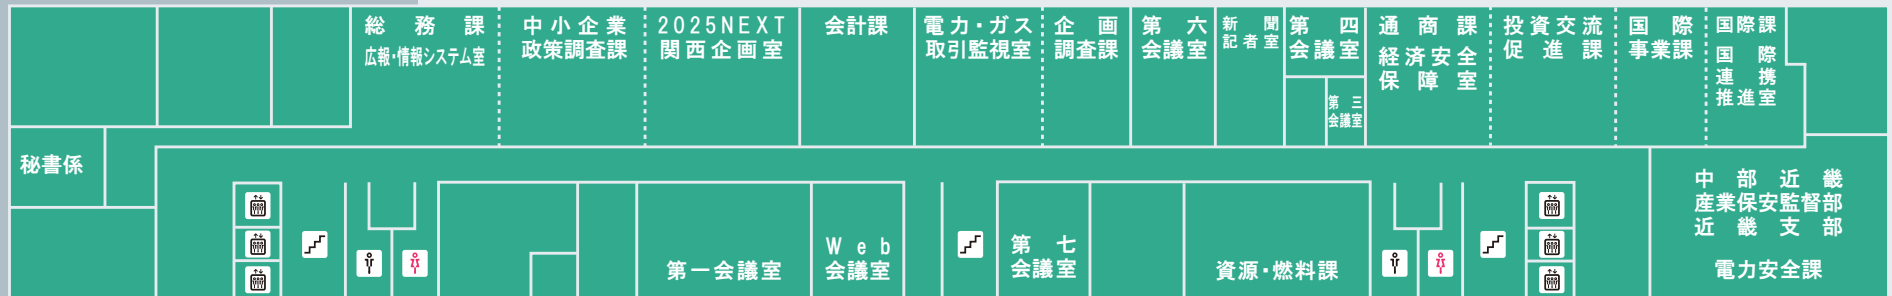 総務課
広報・情報システム室
中小企業
政策調査課
2025NEXT
関西企画室
会計課
電力・ガス
取引監視室
企画
調査課
第六
会議室
新聞
記者室
第四
会議室
第三
会議室
通商課
経済安全
保障室
投資交流
促進課
国際
事業課
国際課
国際
連携
推進室
秘書係
第一会議室
Web
会議室
第七
会議室
資源・燃料課
中部近畿
産業保安監督部
近畿支部
電力安全課